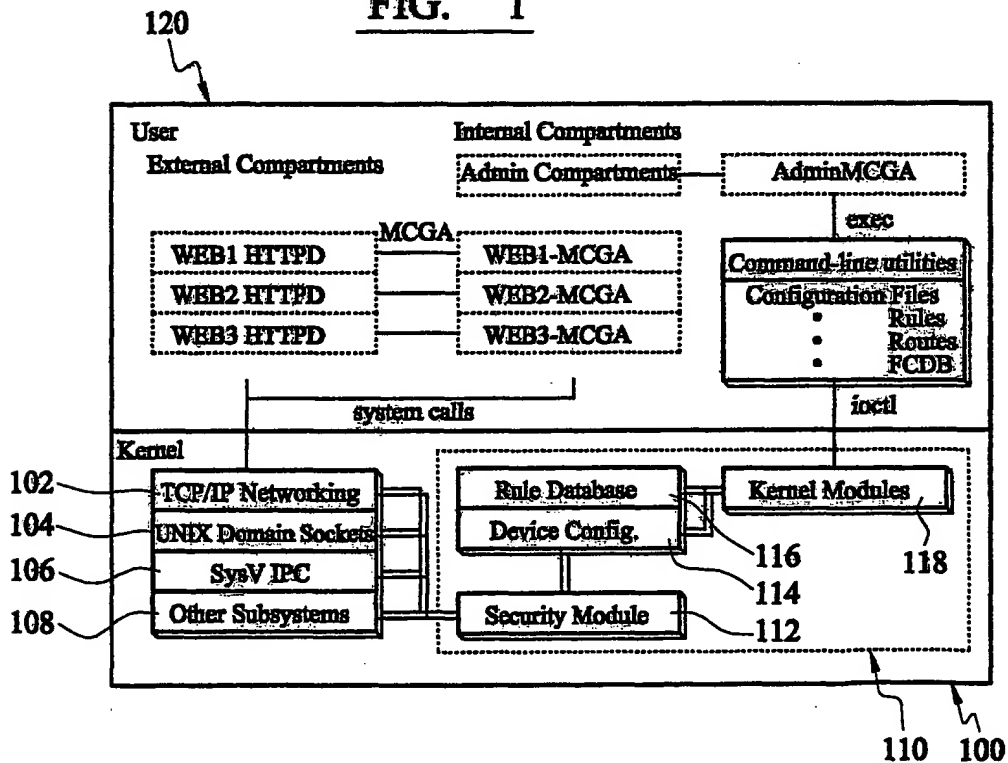 FIG. 1
120
User
Internal Compartments
External Compartments
Admin Compartments
AdminMCGA
exec
MCGA
WEB1 HTTPD
WEB1-MCGA
WEB2 HTTPD
WEB2-MCGA
WEB3 HTTPD
WEB3-MCGA
Command-line utilities
Configuration Files
• Rules
• Routes
• FCDB
system calls
ioctl
Kernel
102
TCP/IP Networking
Rule Database
Kernel Modules
104
UNIX Domain Sockets
Device Config.
116
118
106
SysV IPC
114
108
Other Subsystems
Security Module
112
110
100